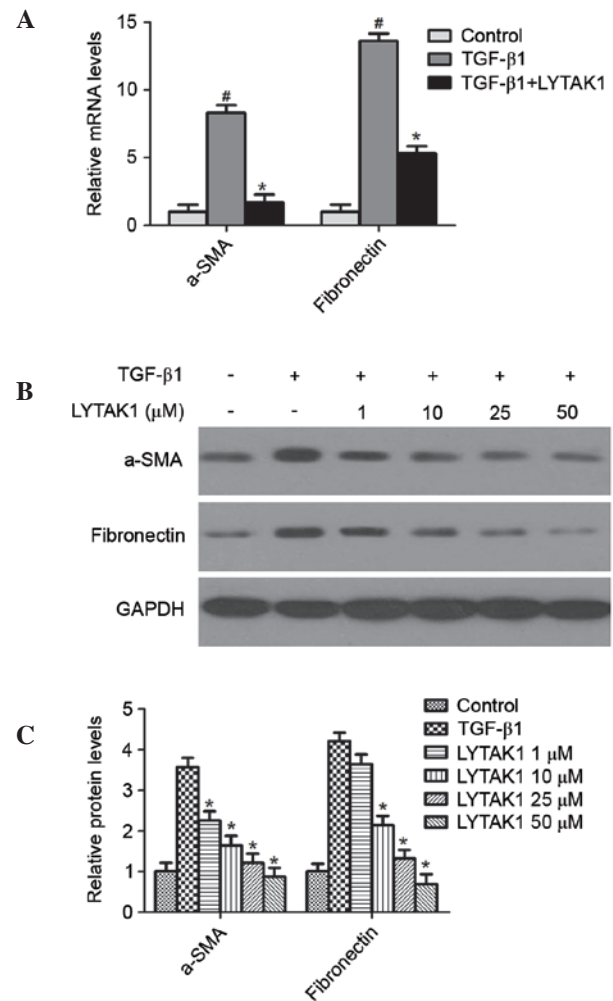 A
Relative mRNA levels
15
10
5
0
#
*
#
*
a-SMA
Fibronectin
Control
TGF-β1
TGF-β1+LYTAK1
B
TGF-β1 - + + + + +
LYTAK1 (μM) - - 1 10 25 50
a-SMA
Fibronectin
GAPDH
C
Relative protein levels
5
4
3
2
1
0
* * * *
* * *
a-SMA
Fibronectin
Control
TGF-β1
LYTAK1 1 μM
LYTAK1 10 μM
LYTAK1 25 μM
LYTAK1 50 μM